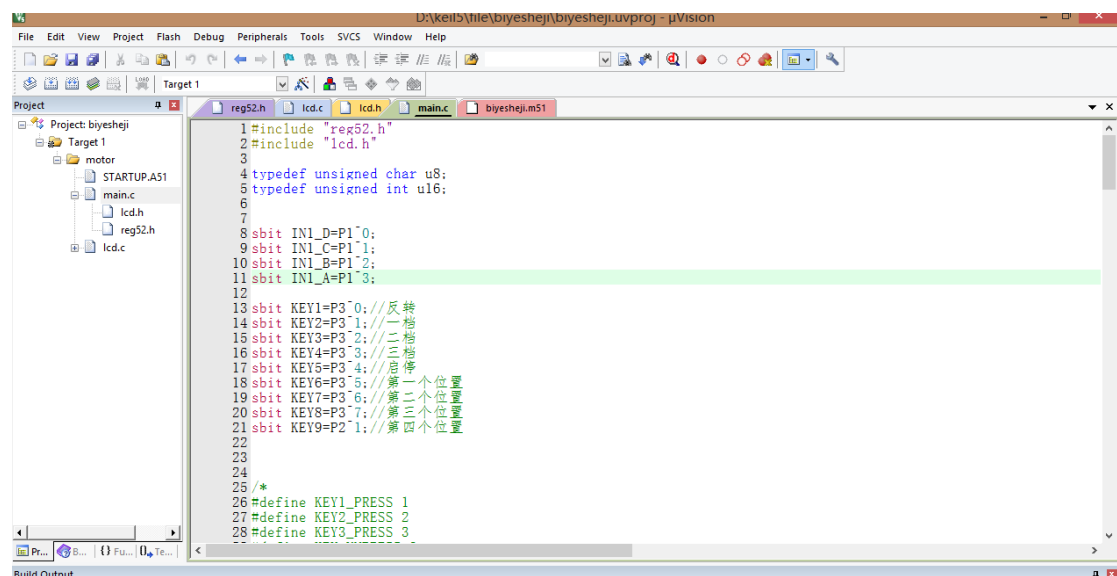 D:\keil5\file\biyesheji\biyesheji.uvproj - µVision
File Edit View Project Flash Debug Peripherals Tools SVCS Window Help
LOAD Target 1
Project
reg52.h lcd.c lcd.h main.c biyesheji.m51
Project: biyesheji
Target 1
motor
STARTUP.A51
main.c
lcd.h
reg52.h
lcd.c
1 #include "reg52.h"
2 #include "lcd.h"
3
4 typedef unsigned char u8;
5 typedef unsigned int u16;
6
7
8 sbit IN1_D=P1^0;
9 sbit IN1_C=P1^1;
10 sbit IN1_B=P1^2;
11 sbit IN1_A=P1^3;
12
13 sbit KEY1=P3^0;//反转
14 sbit KEY2=P3^1;//一档
15 sbit KEY3=P3^2;//二档
16 sbit KEY4=P3^3;//三档
17 sbit KEY5=P3^4;//启停
18 sbit KEY6=P3^5;//第一个位置
19 sbit KEY7=P3^6;//第二个位置
20 sbit KEY8=P3^7;//第三个位置
21 sbit KEY9=P2^1;//第四个位置
22
23
24
25 /*
26 #define KEY1_PRESS 1
27 #define KEY2_PRESS 2
28 #define KEY3_PRESS 3
Pr... B... {} Fu... 0 Te...
Build Output